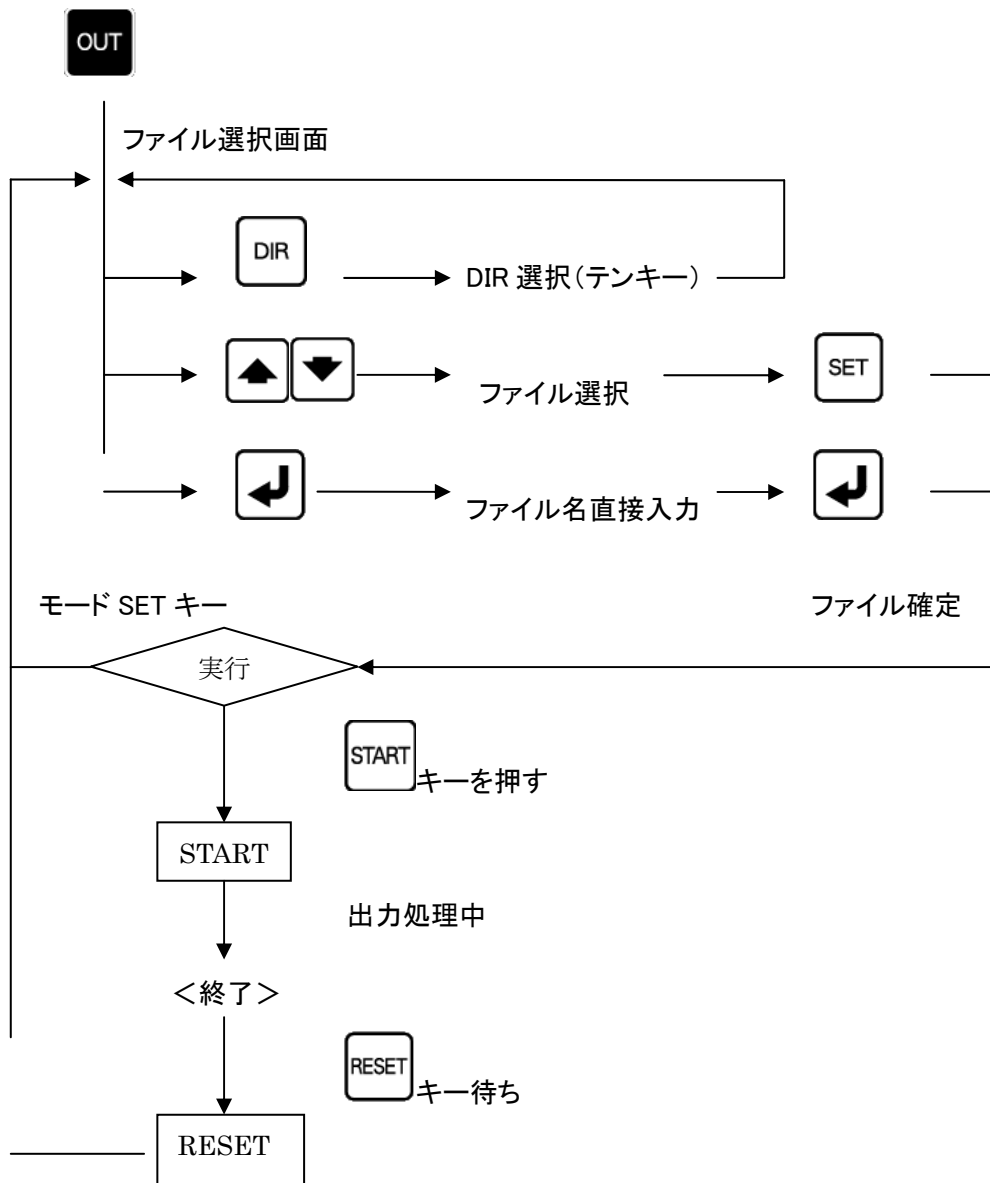 OUT
ファイル選択画面
DIR
DIR 選択(テンキー)
ファイル選択
SET
ファイル名直接入力
モード SET キー
ファイル確定
実行
START
キーを押す
START
出力処理中
＜終了＞
RESET
キー待ち
RESET